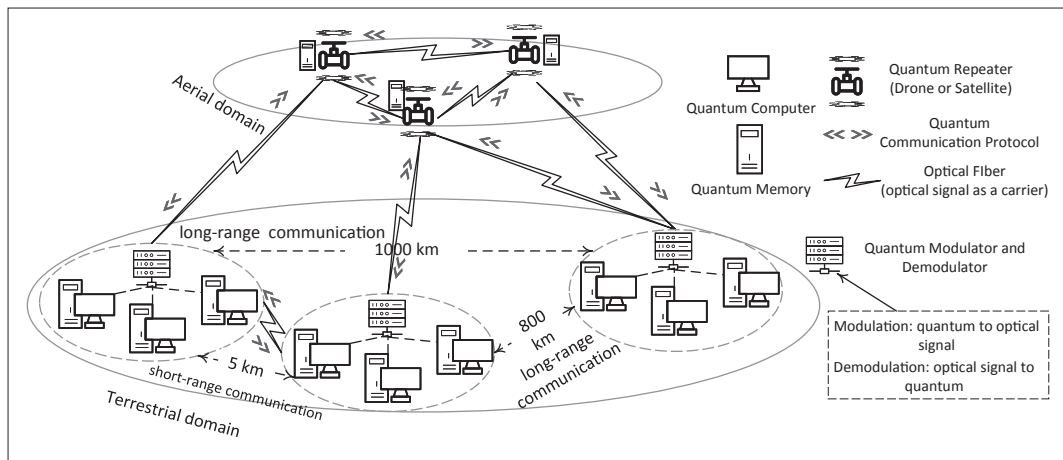 Aerial domain
long-range communication
1000 km
5 km
short-range communication
Terrestrial domain
800
km
long-range
communication
Quantum Computer
Quantum Memory
Quantum Repeater
(Drone or Satellite)
Quantum
Communication Protocol
Optical FIber
(optical signal as a carrier)
Quantum Modulator and
Demodulator
Modulation: quantum to optical
signal
Demodulation: optical signal to
quantum